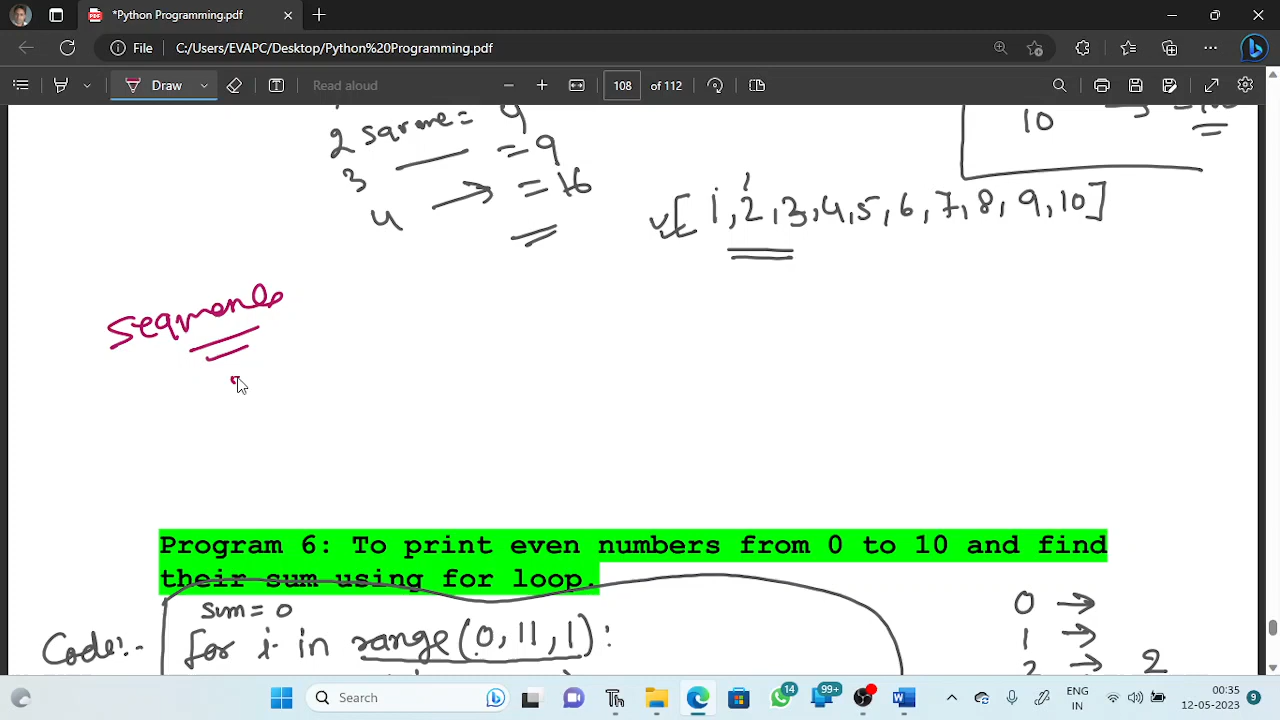 *Python Programming.pdf
File C:/Users/EVAPC/Desktop/Python%20Programming.pdf
Draw Read aloud 108 of 112
2 square = 4
3 = 9
4 = 16
10
[1,2,3,4,5,6,7,8,9,10]
Sequence
Program 6: To print even numbers from 0 to 10 and find
their sum using for loop.
sum = 0
Code:- for i in range(0,11,1):
0 →
1 →
2 → 2
Search
14
99+
ENG
IN
00:35
12-05-2023
9